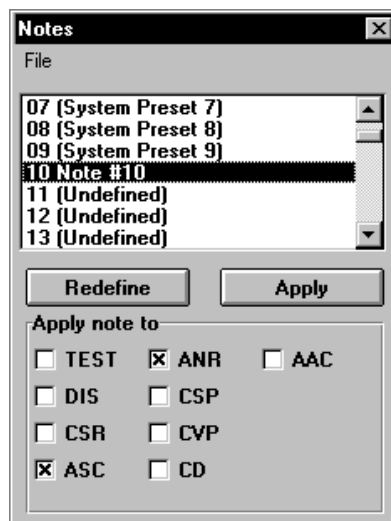 Notes
File
07 (System Preset 7)
08 (System Preset 8)
09 (System Preset 9)
10 Note #10
11 (Undefined)
12 (Undefined)
13 (Undefined)
Redefine Apply
Apply note to
TEST ANR AAC
DIS CSP
CSR CVP
ASC CD